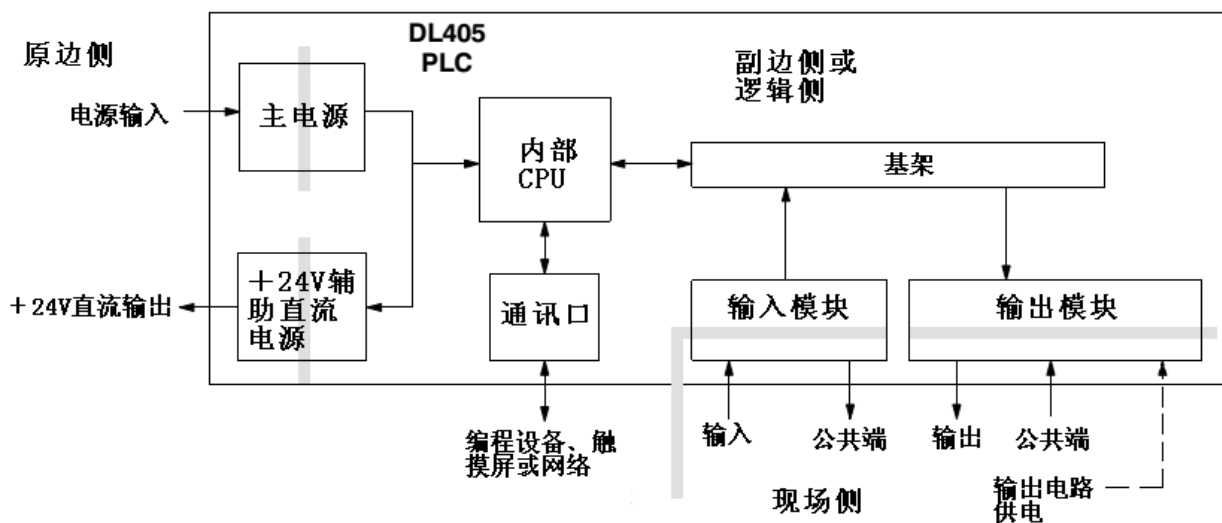 DL405
PLC
原边侧
副边侧或
逻辑侧
电源输入
主电源
内部
CPU
基架
＋24V直流输出
＋24V辅
助直流
电源
通讯口
输入模块
输出模块
编程设备、触
摸屏或网络
输入
公共端
输出
公共端
现场侧
输出电路
供电